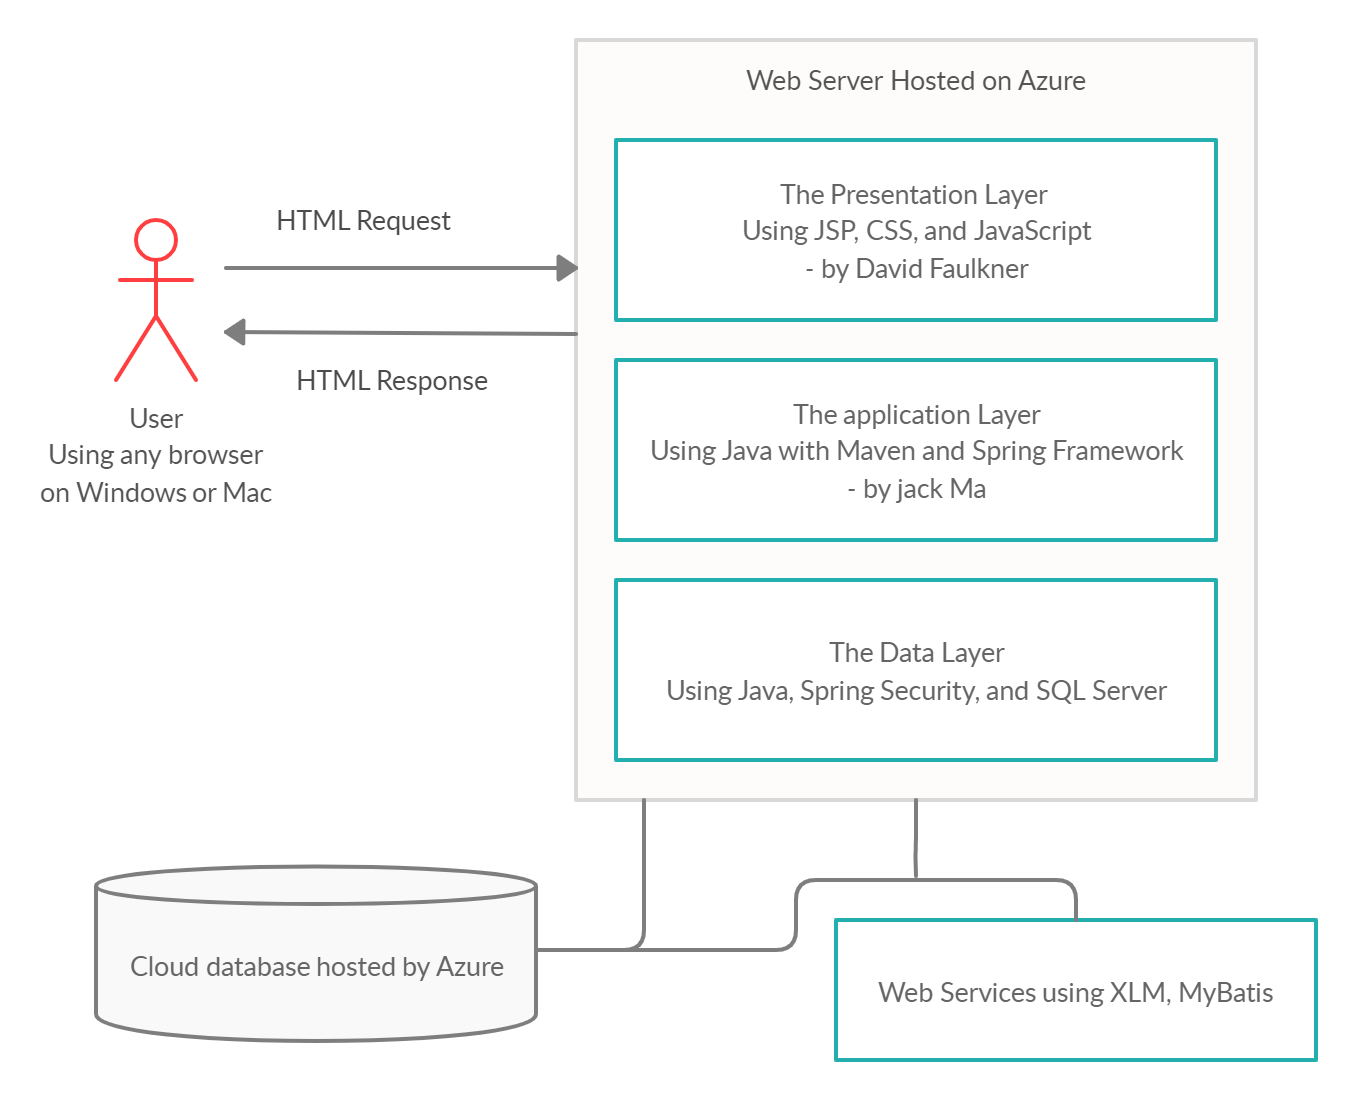 Web Server Hosted on Azure
The Presentation Layer
Using JSP, CSS, and JavaScript
- by David Faulkner
HTML Request
HTML Response
User
Using any browser
on Windows or Mac
The application Layer
Using Java with Maven and Spring Framework
- by jack Ma
The Data Layer
Using Java, Spring Security, and SQL Server
Cloud database hosted by Azure
Web Services using XLM, MyBatis